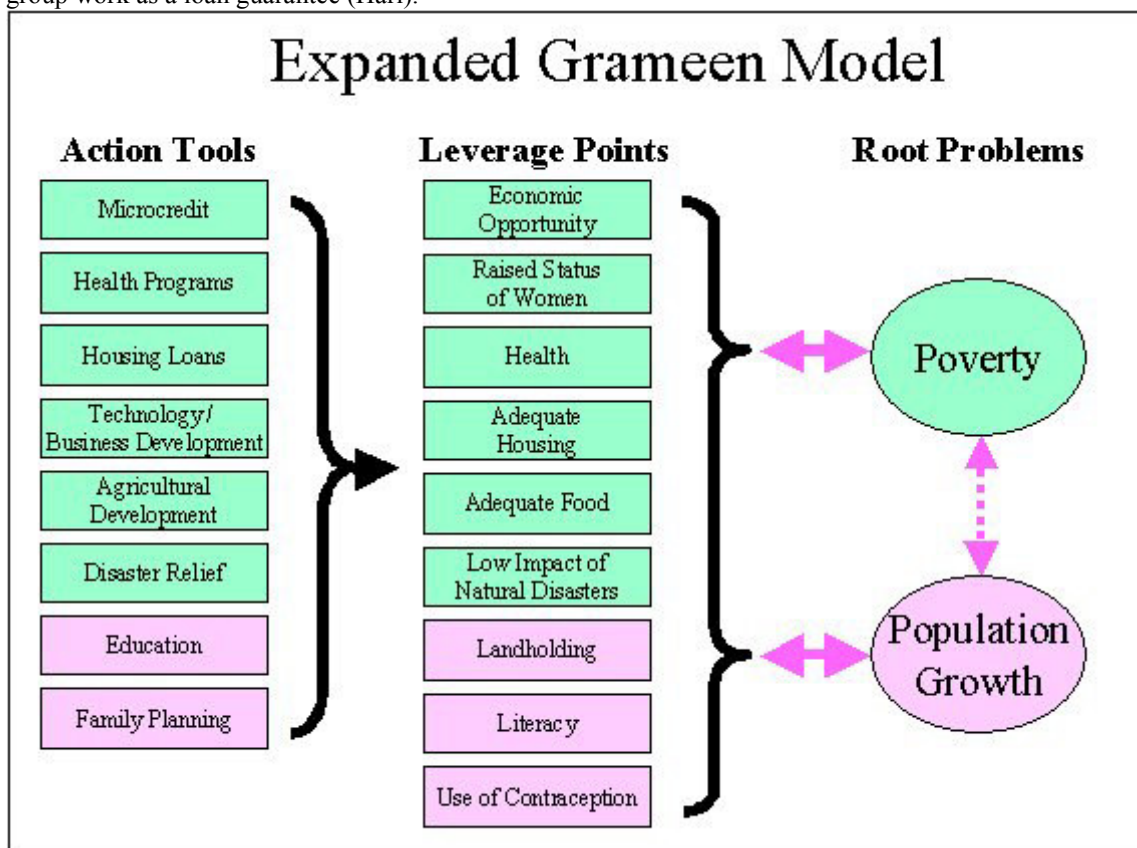 group work as a loan guarantee (Hari).
Expanded Grameen Model
Action Tools
Microcredit
Health Programs
Housing Loans
Technology/
Business Development
Agricultural
Development
Disaster Relief
Education
Family Planning
Leverage Points
Economic
Opportunity
Raised Status
of Women
Health
Adequate
Housing
Adequate Food
Low Impact of
Natural Disasters
Landholding
Literacy
Use of Contraception
Root Problems
Poverty
Population
Growth